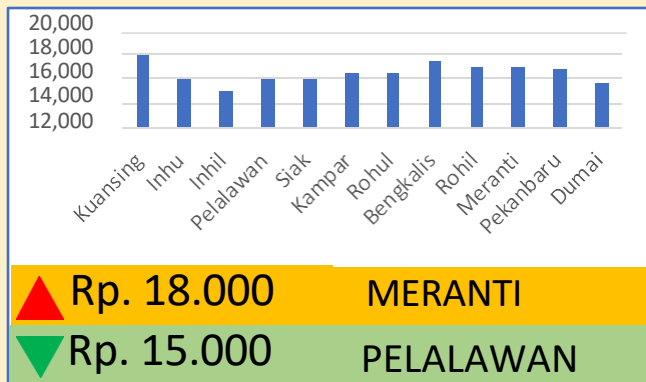 20,000
18,000
16,000
14,000
12,000
Kuansing
Inhu
Inhil
Pelalawan
Siak
Kampar
Rohul
Bengkalis
Rohil
Meranti
Pekanbaru
Dumai
Rp. 18.000 MERANTI
Rp. 15.000 PELALAWAN